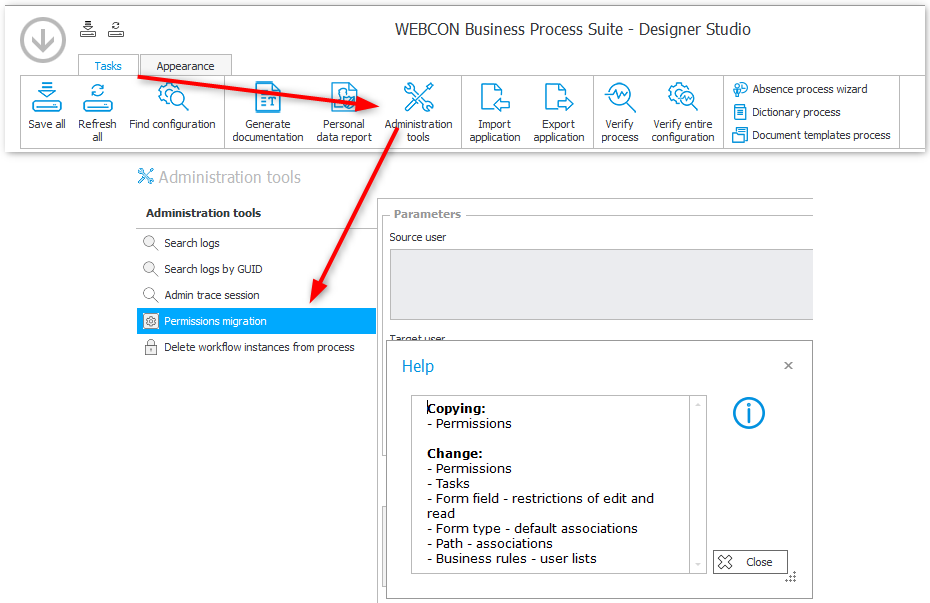 WEBCON Business Process Suite - Designer Studio
Tasks
Appearance
Save all
Refresh
all
Find configuration
Generate
documentation
Personal
data report
Administration
tools
Import
application
Export
application
Verify
process
Verify entire
configuration
Absence process wizard
Dictionary process
Document templates process
Administration tools
Administration tools
Search logs
Search logs by GUID
Admin trace session
Permissions migration
Delete workflow instances from process
Parameters
Source user
Target user
Help
Copying:
- Permissions
Change:
- Permissions
- Tasks
- Form field - restrictions of edit and
read
- Form type - default associations
- Path - associations
- Business rules - user lists
Close